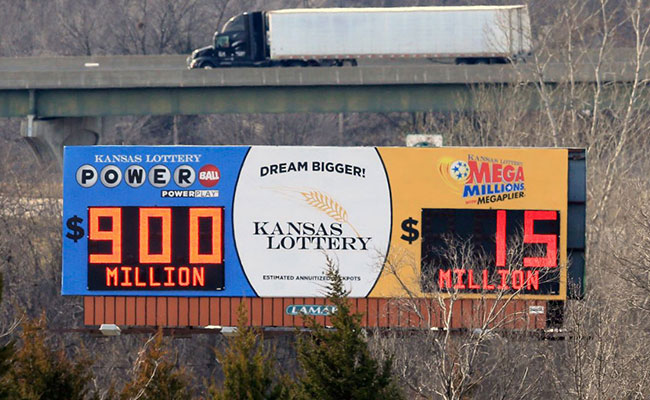 KANSAS LOTTERY
POWER BALL
POWERPLAY
$900
MILLION
DREAM BIGGER!
KANSAS
LOTTERY
ESTIMATED ANNUITIZED JACKPOTS
KANSAS LOTTERY
MEGA
MILLIONS
WITH MEGAPLIER
$15
MILLION
LAMAR